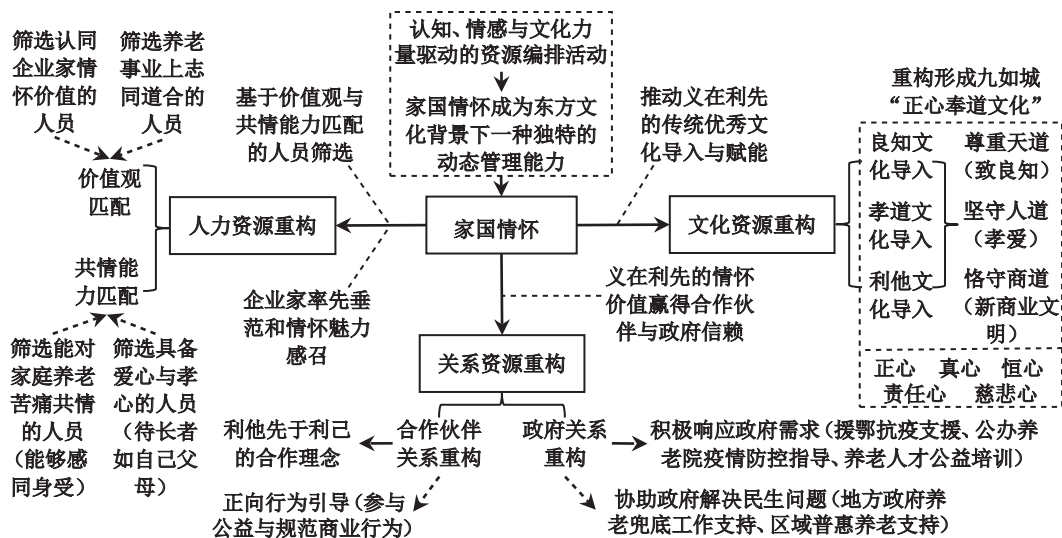 筛选认同
企业家情
怀价值的
人员
筛选养老
事业上志
同道合的
人员
价值观
匹配
共情能
力匹配
筛选能对
家庭养老
苦痛共情
的人员
(能够感
同身受)
筛选具备
爱心与孝
心的人员
(待长者
如自己父
母)
人力资源重构
基于价值观与
共情能力匹配
的人员筛选
企业家率先垂
范和情怀魅力
感召
认知、情感与文化力
量驱动的资源编排活动
家国情怀成为东方文
化背景下一种独特的
动态管理能力
家国情怀
推动义在利先
的传统优秀文
化导入与赋能
文化资源重构
重构形成九如城
“正心奉道文化”
良知文
化导入
孝道文
化导入
利他文
化导入
尊重天道
(致良知)
坚守人道
(孝爱)
恪守商道
(新商业文
明)
正心 真心 恒心
责任心 慈悲心
义在利先的情怀
价值赢得合作伙
伴与政府信赖
关系资源重构
合作伙伴
关系重构
政府关系
重构
利他先于利己
的合作理念
正向行为引导(参与
公益与规范商业行为)
积极响应政府需求(援鄂抗疫支援、公办养
老院疫情防控指导、养老人才公益培训)
协助政府解决民生问题(地方政府养
老兜底工作支持、区域普惠养老支持)